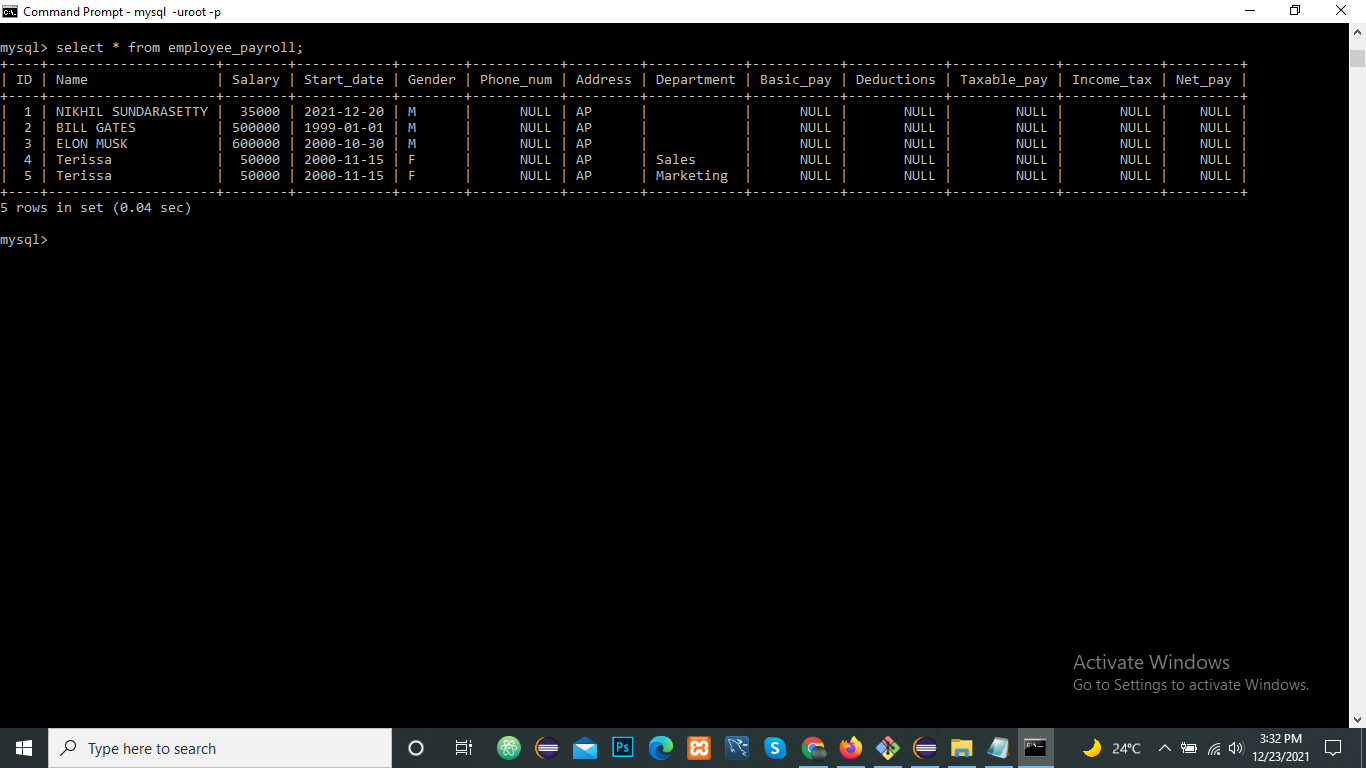 Command Prompt - mysql  -uroot -p
mysql> select * from employee_payroll;
+----+---------------------+--------+------------+--------+-----------+---------+------------+-----------+------------+-------------+------------+---------+
| ID | Name                | Salary | Start_date | Gender | Phone_num | Address | Department | Basic_pay | Deductions | Taxable_pay | Income_tax | Net_pay |
+----+---------------------+--------+------------+--------+-----------+---------+------------+-----------+------------+-------------+------------+---------+
|  1 | NIKHIL SUNDARASETTY |  35000 | 2021-12-20 | M      |      NULL | AP      |            |      NULL |       NULL |        NULL |       NULL |    NULL |
|  2 | BILL GATES          | 500000 | 1999-01-01 | M      |      NULL | AP      |            |      NULL |       NULL |        NULL |       NULL |    NULL |
|  3 | ELON MUSK           | 600000 | 2000-10-30 | M      |      NULL | AP      |            |      NULL |       NULL |        NULL |       NULL |    NULL |
|  4 | Terissa             |  50000 | 2000-11-15 | F      |      NULL | AP      | Sales      |      NULL |       NULL |        NULL |       NULL |    NULL |
|  5 | Terissa             |  50000 | 2000-11-15 | F      |      NULL | AP      | Marketing  |      NULL |       NULL |        NULL |       NULL |    NULL |
+----+---------------------+--------+------------+--------+-----------+---------+------------+-----------+------------+-------------+------------+---------+
5 rows in set (0.04 sec)
mysql>
Activate Windows
Go to Settings to activate Windows.
Type here to search
Ps
24°C
3:32 PM
12/23/2021